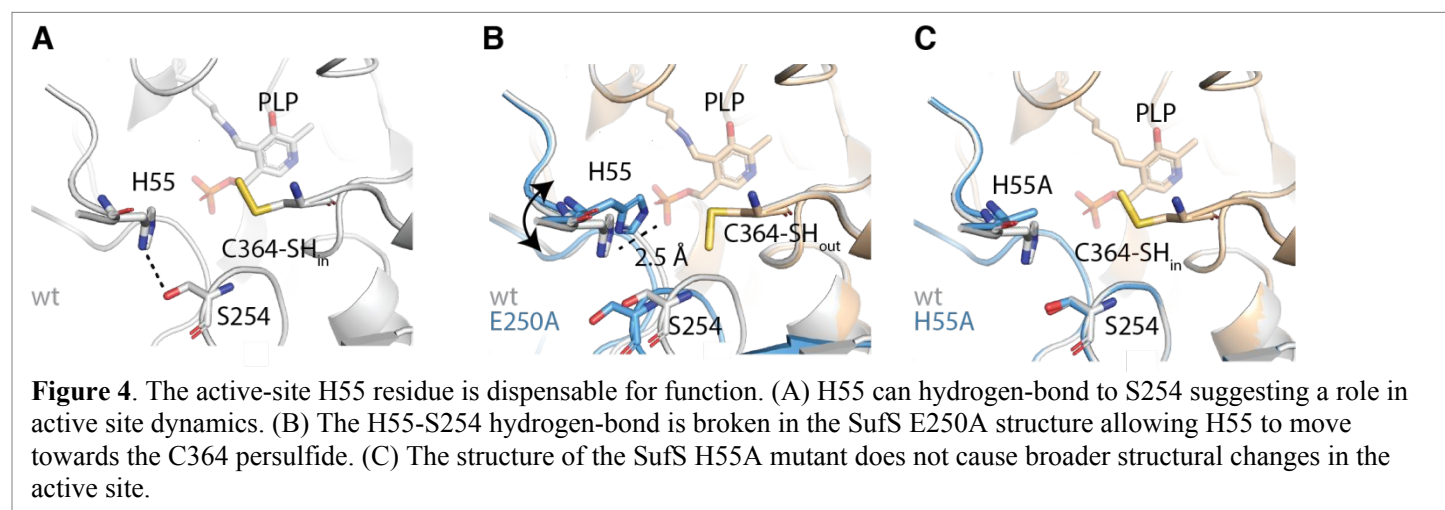 A
B
C
PLP
H55
C364-SHin
wt
S254
PLP
H55
C364-SHout
2.5 Å
wt
E250A
S254
PLP
H55A
C364-SHin
wt
H55A
S254
Figure 4. The active-site H55 residue is dispensable for function. (A) H55 can hydrogen-bond to S254 suggesting a role in
active site dynamics. (B) The H55-S254 hydrogen-bond is broken in the SufS E250A structure allowing H55 to move
towards the C364 persulfide. (C) The structure of the SufS H55A mutant does not cause broader structural changes in the
active site.